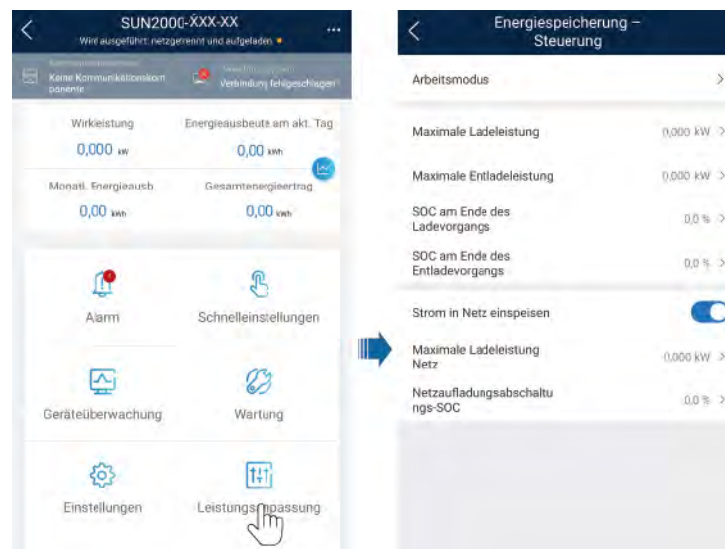 SUN2000-XXX-XX
Wird ausgeführt: netzgetrennt und aufgeladen
Keine Kommunikationskom
ponente
Verbindung fehlgeschlagen
Wirkleistung
0,000 kW
Energieausbeute am akt. Tag
0,00 kWh
Monatl. Energieausb.
0,00 kWh
Gesamtenergieertrag
0,00 kWh
Alarm
Schnelleinstellungen
Geräteüberwachung
Wartung
Einstellungen
Leistungsanpassung
Energiespeicherung –
Steuerung
Arbeitsmodus
Maximale Ladeleistung
0,000 kW
Maximale Entladeleistung
0,000 kW
SOC am Ende des
Ladevorgangs
0,0 %
SOC am Ende des
Entladevorgangs
0,0 %
Strom in Netz einspeisen
Maximale Ladeleistung
Netz
0,000 kW
Netzaufladungsabschaltu
ngs-SOC
0,0 %